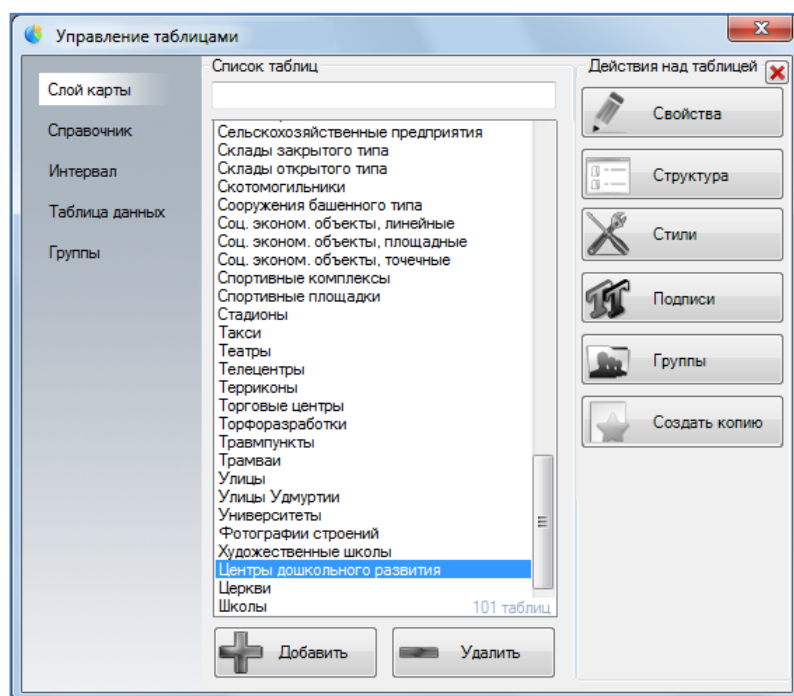 Управление таблицами
Слой карты
Справочник
Интервал
Таблица данных
Группы
Список таблиц
Сельскохозяйственные предприятия
Склады закрытого типа
Склады открытого типа
Скотомогильники
Сооружения башенного типа
Соц. эконом. объекты, линейные
Соц. эконом. объекты, площадные
Соц. эконом. объекты, точечные
Спортивные комплексы
Спортивные площадки
Стадионы
Такси
Театры
Телецентры
Терриконы
Торговые центры
Торфоразработки
Травмпункты
Трамваи
Улицы
Улицы Удмуртии
Университеты
Фотографии строений
Художественные школы
Центры дошкольного развития
Церкви
Школы
101 таблиц
Добавить
Удалить
Действия над таблицей
Свойства
Структура
Стили
Подписи
Группы
Создать копию